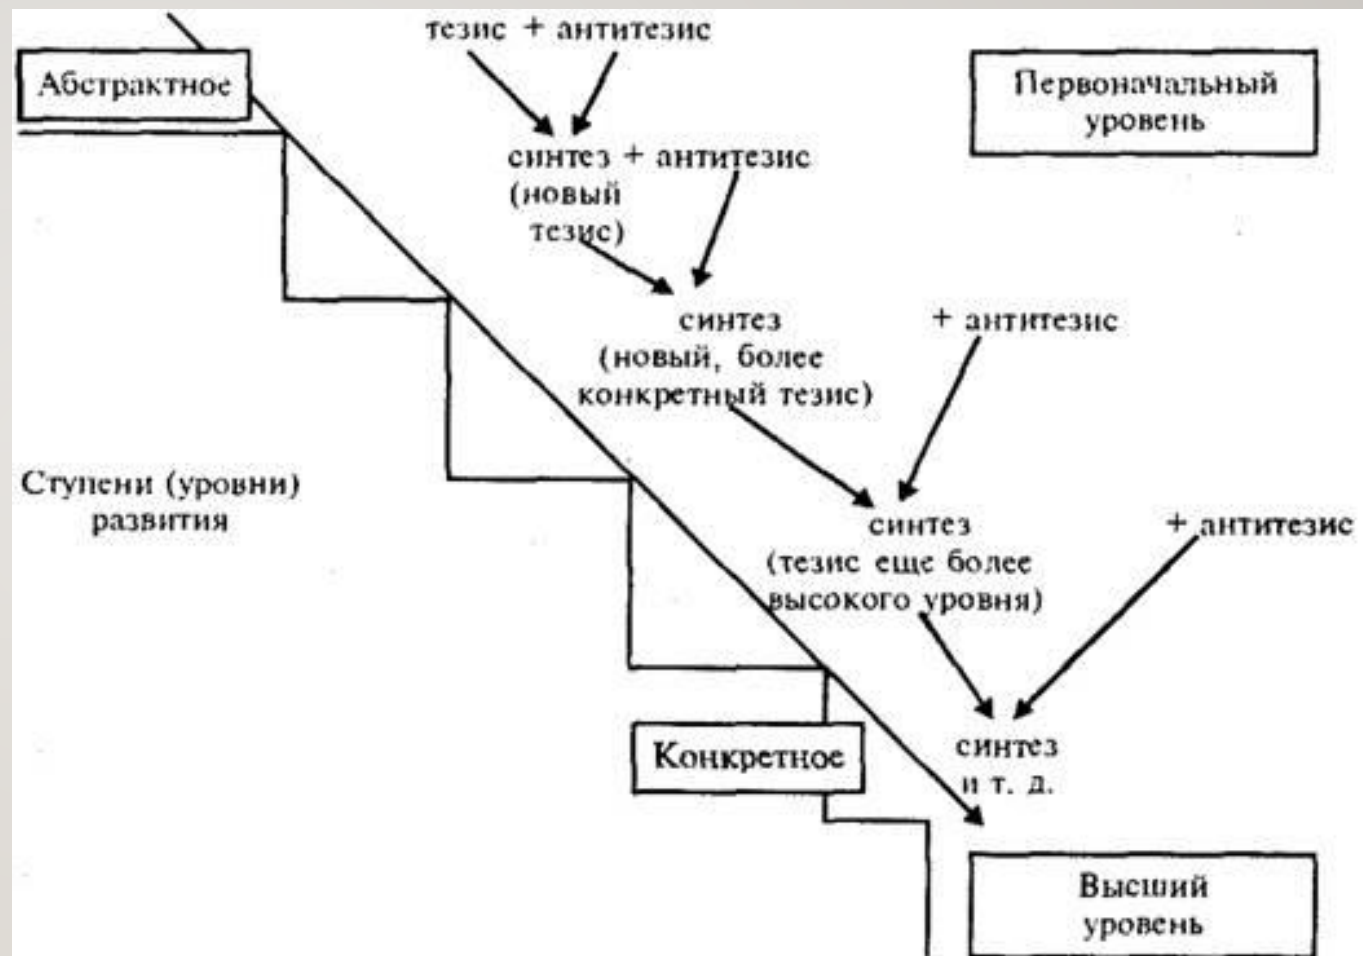 тезис + антитезис
Абстрактное
Первоначальный
уровень
синтез + антитезис
(новый
тезис)
синтез + антитезис
(новый, более
конкретный тезис)
Ступени (уровни)
развития
синтез + антитезис
(тезис еще более
высокого уровня)
Конкретное
синтез
и т. д.
Высший
уровень